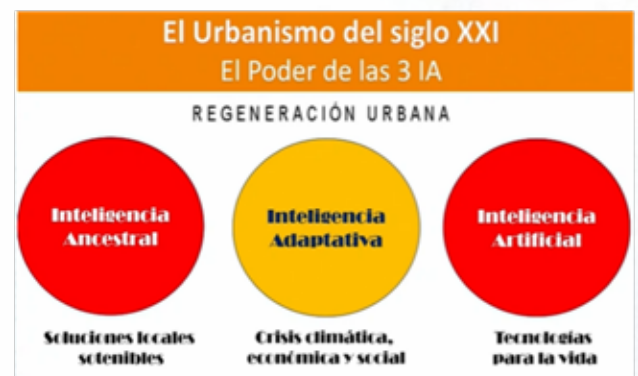 El Urbanismo del siglo XXI
El Poder de las 3 IA
REGENERACIÓN URBANA
Inteligencia
Ancestral
Inteligencia
Adaptativa
Inteligencia
Artificial
Soluciones locales
sotenibles
Crisis climática,
económica y social
Tecnologías
para la vida